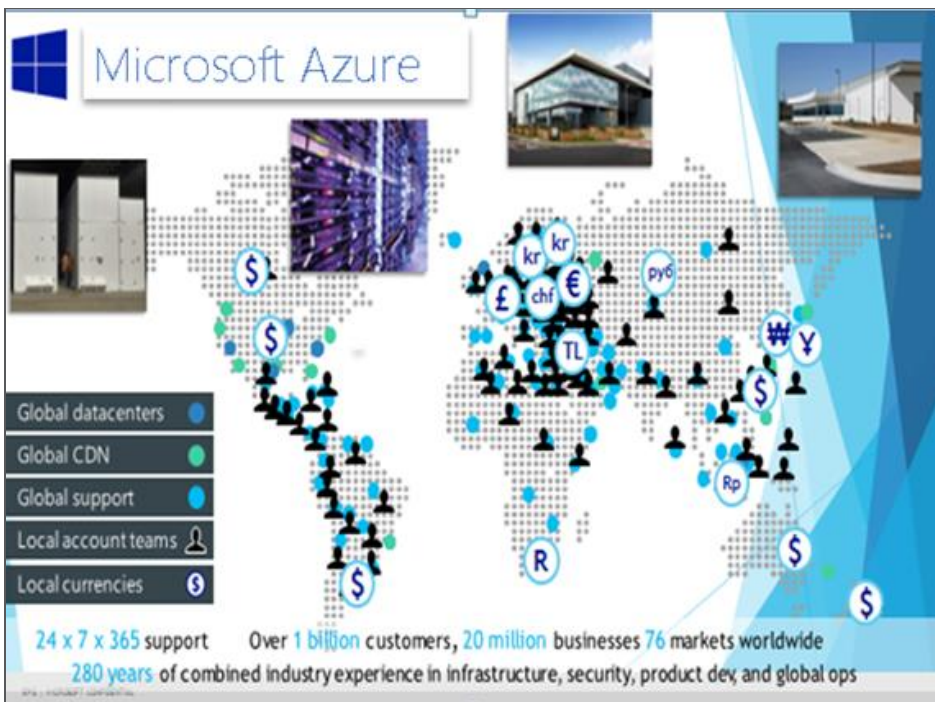 Microsoft Azure
kr
kr
руб
$
£
chf
€
$
TL
₩
¥
$
Global datacenters
Global CDN
Global support
Rp
Local account teams
R
$
Local currencies
$
$
$
24 x 7 x 365 support Over 1 billion customers, 20 million businesses 76 markets worldwide
280 years of combined industry experience in infrastructure, security, product dev, and global ops